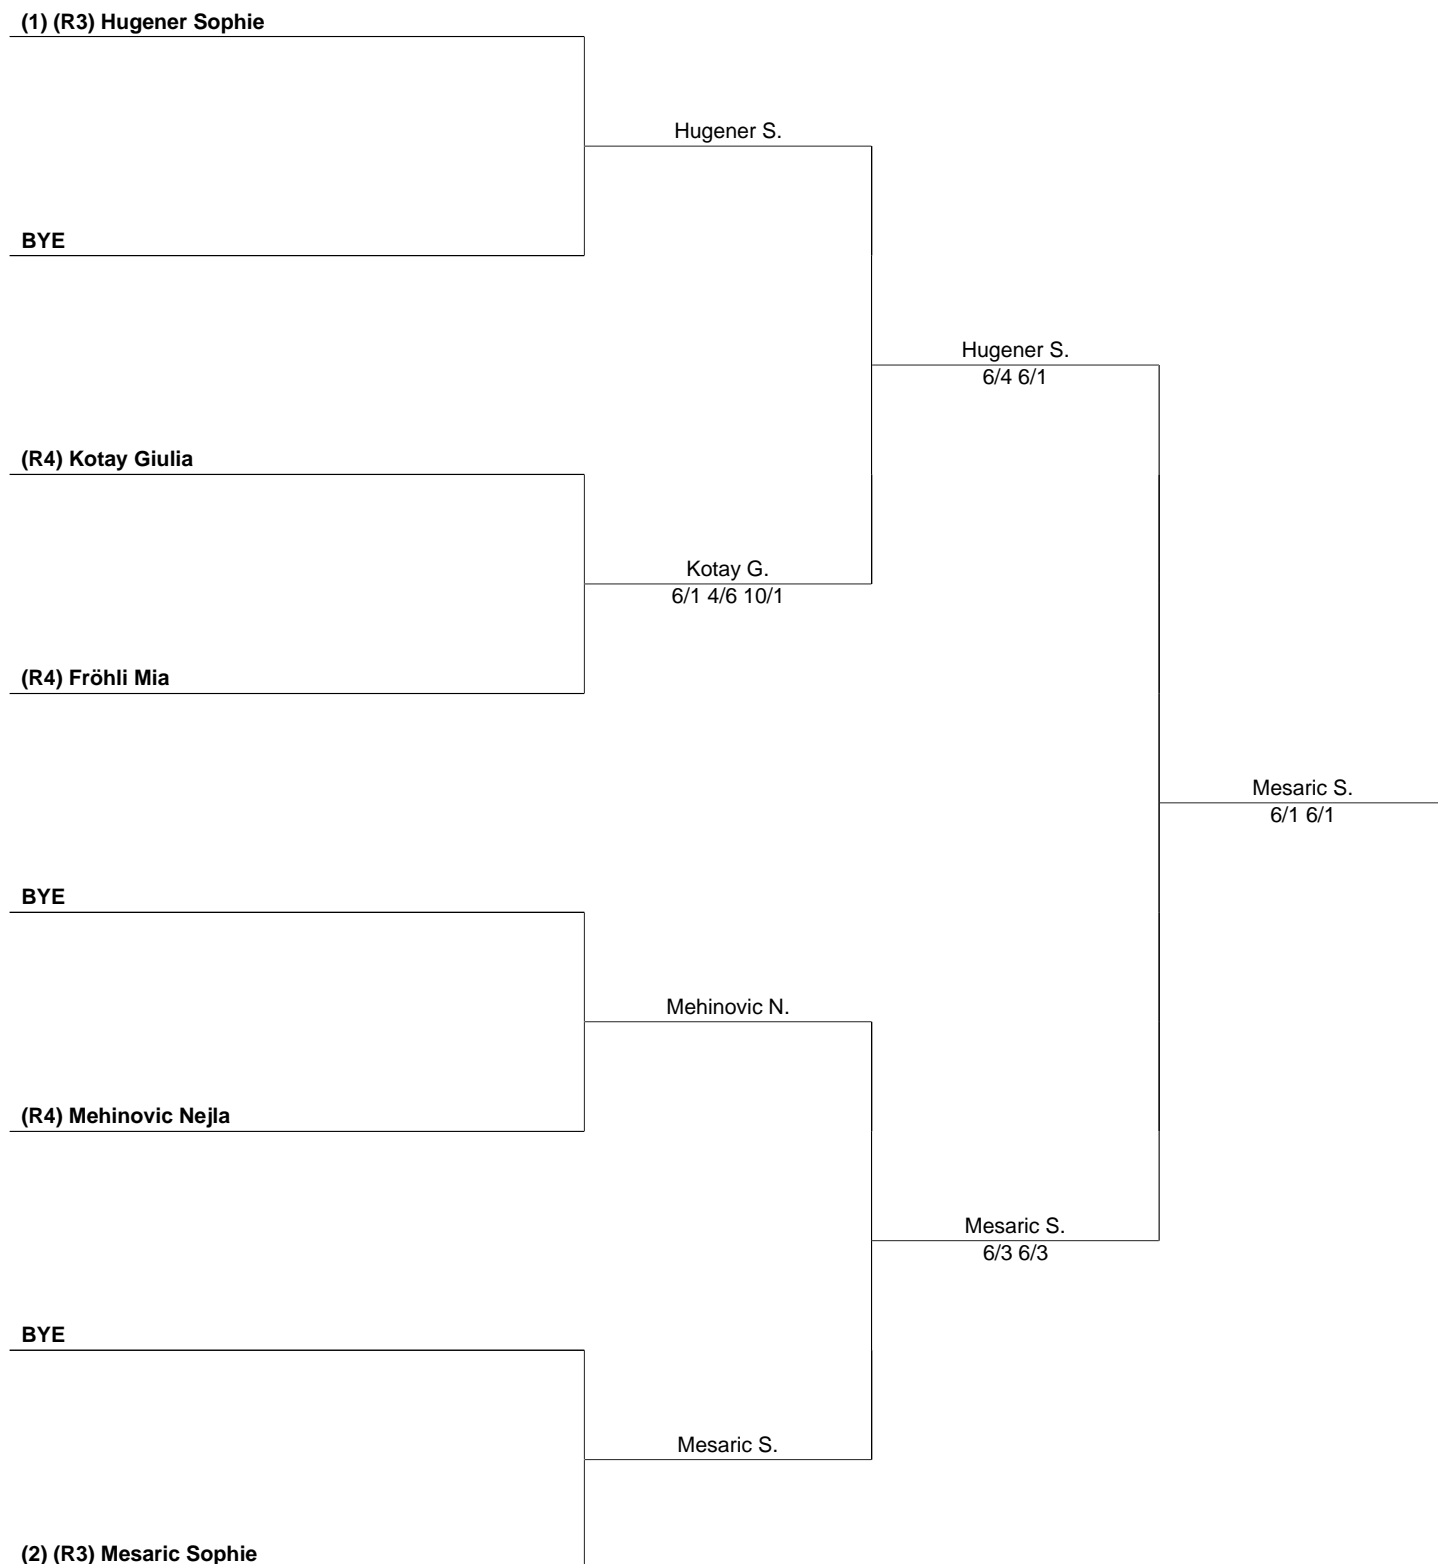 (1) (R3) Hugener Sophie
Hugener S.
BYE
Hugener S.
6/4 6/1
(R4) Kotay Giulia
Kotay G.
6/1 4/6 10/1
(R4) Fröhli Mia
Mesaric S.
6/1 6/1
BYE
Mehinovic N.
(R4) Mehinovic Nejla
Mesaric S.
6/3 6/3
BYE
Mesaric S.
(2) (R3) Mesaric Sophie